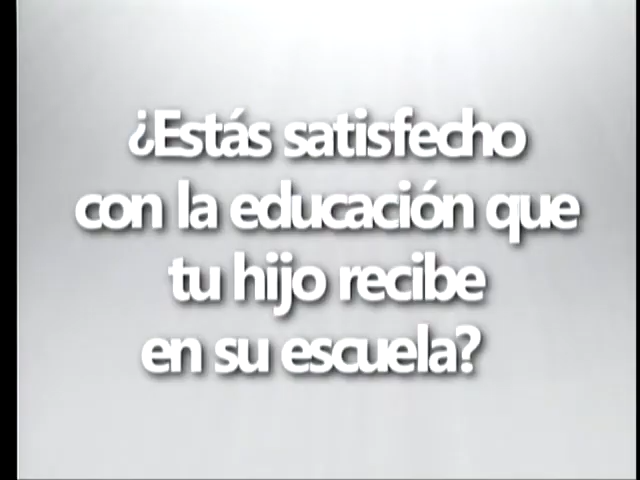 ¿Estás satisfecho
con la educación que
tu hijo recibe
en su escuela?